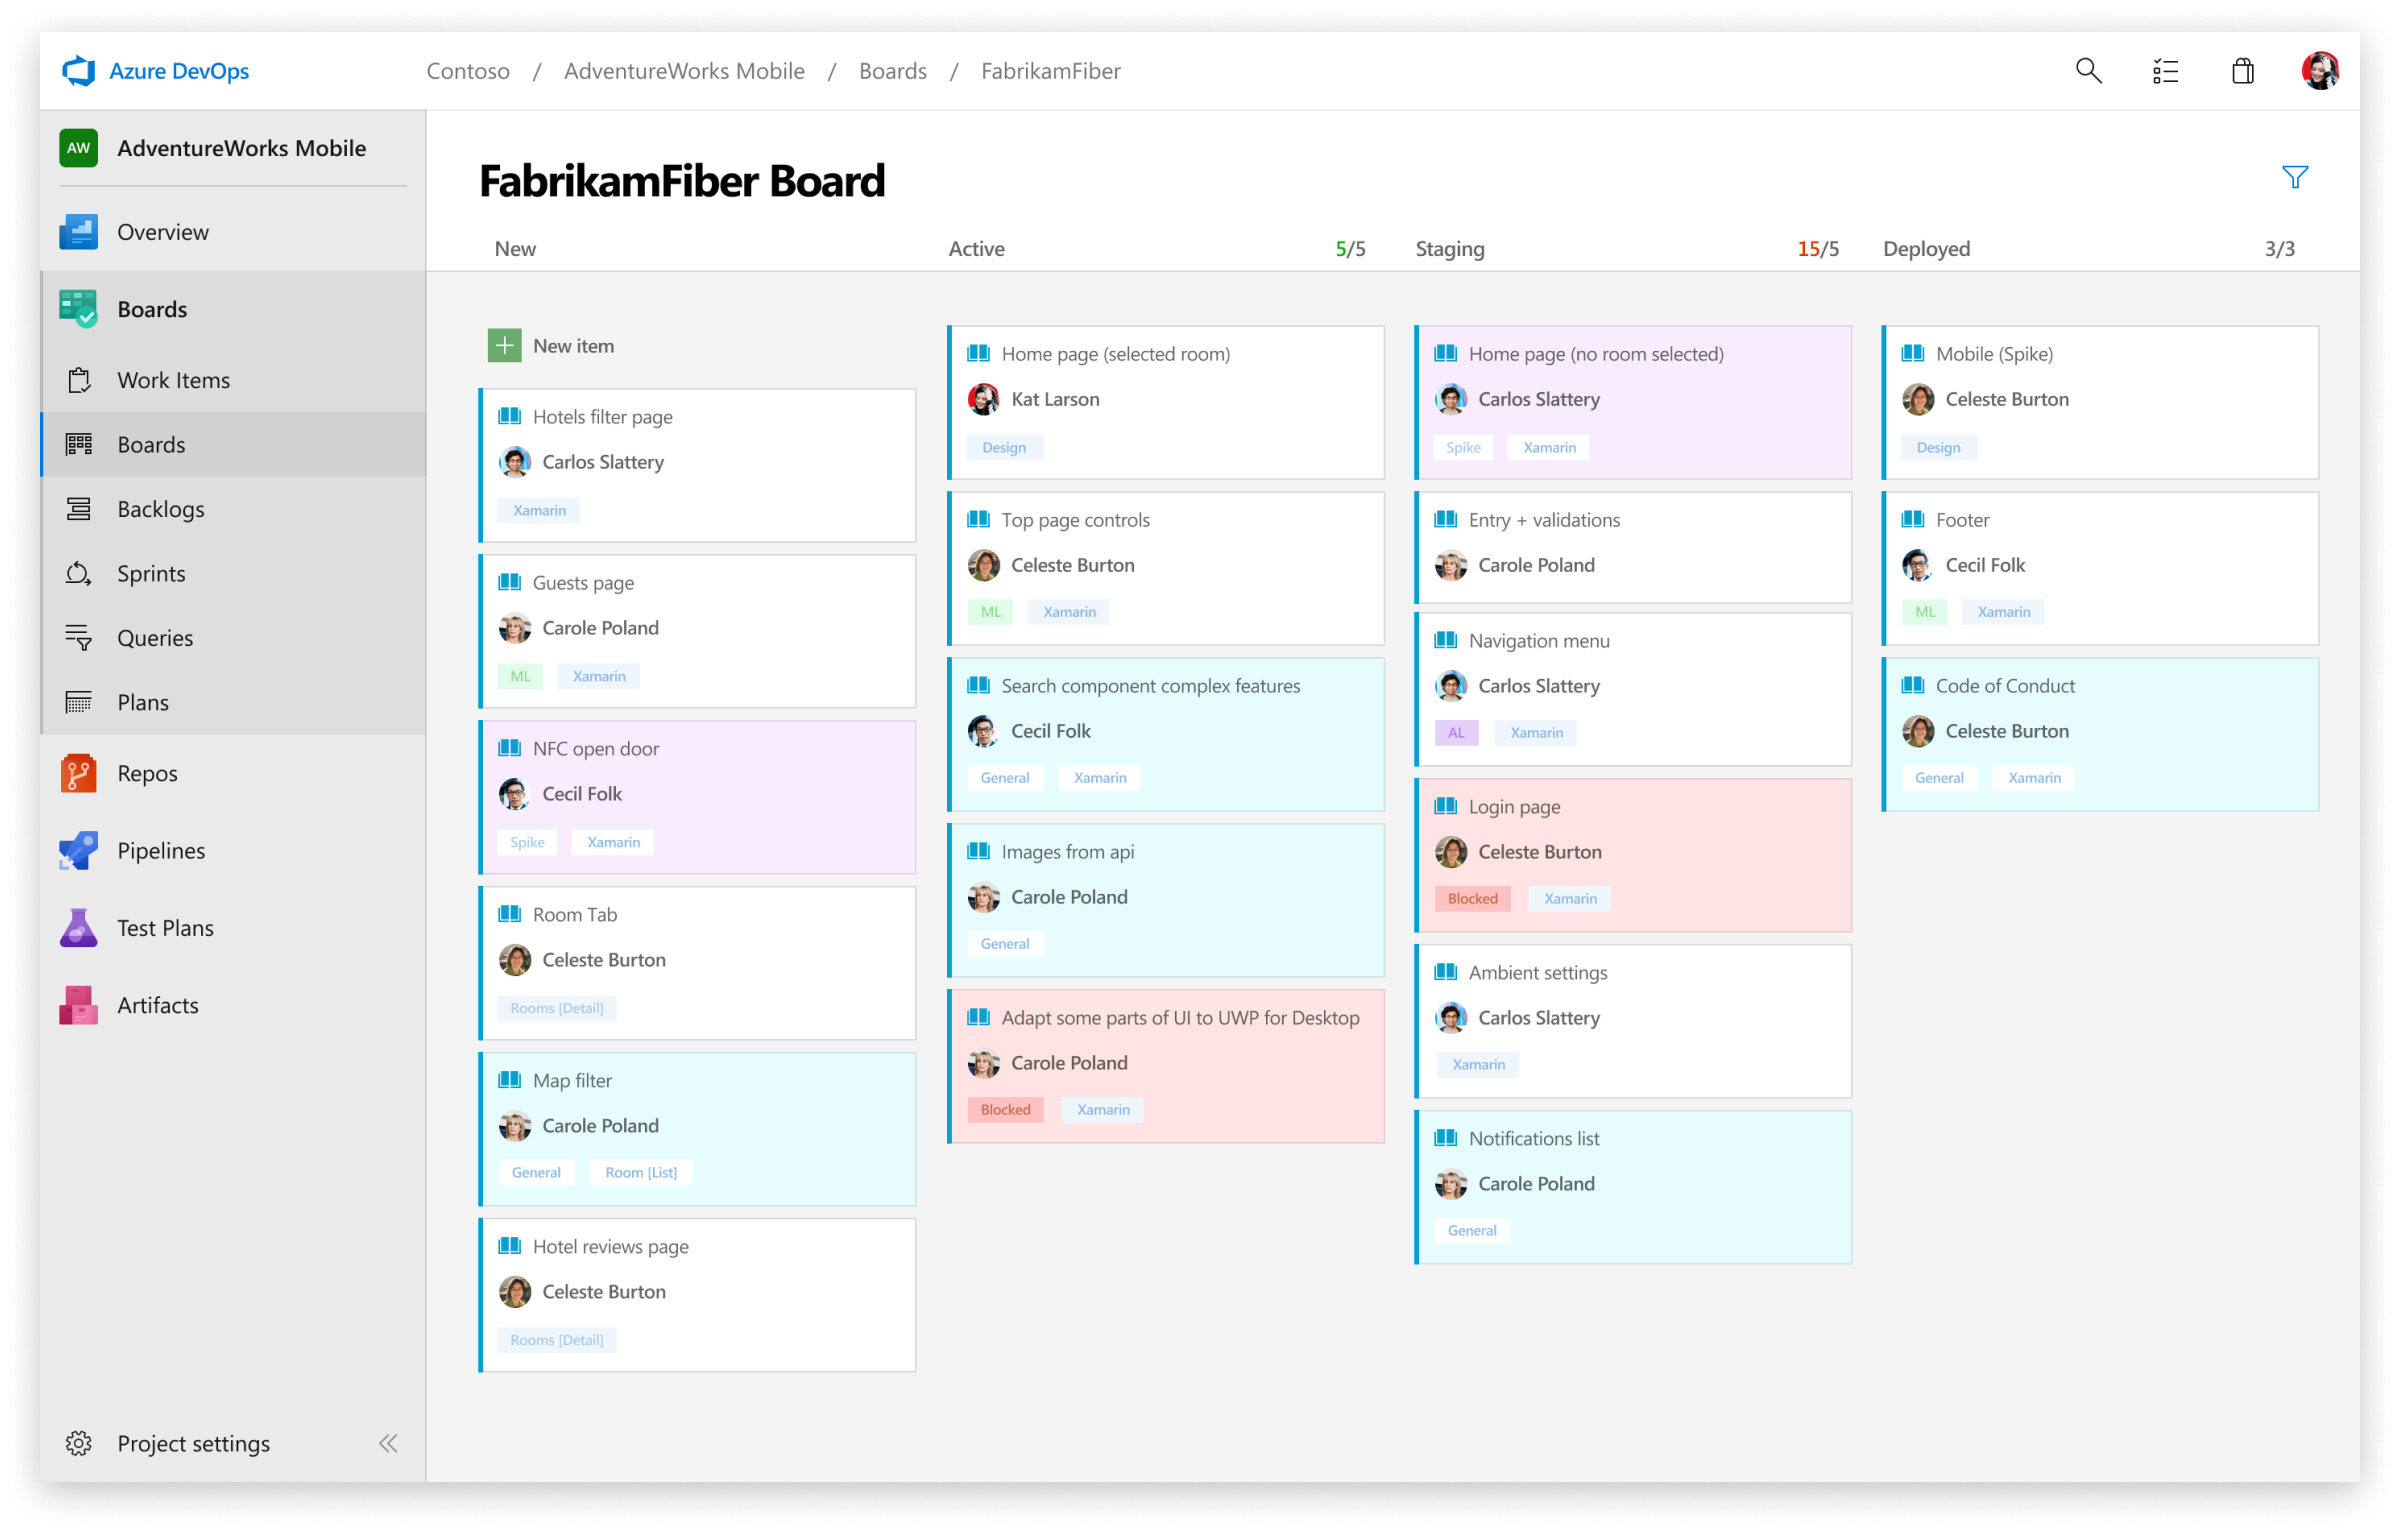 Azure DevOps
Contoso / AdventureWorks Mobile / Boards / FabrikamFiber
AW AdventureWorks Mobile
Overview
Boards
Work Items
Boards
Backlogs
Sprints
Queries
Plans
Repos
Pipelines
Test Plans
Artifacts
Project settings
FabrikamFiber Board
New
Active 5/5
Staging 15/5
Deployed 3/3
New item
Hotels filter page
Carlos Slattery
Xamarin
Guests page
Carole Poland
ML Xamarin
NFC open door
Cecil Folk
Spike Xamarin
Room Tab
Celeste Burton
Rooms [Detail]
Map filter
Carole Poland
General Room [List]
Hotel reviews page
Celeste Burton
Rooms [Detail]
Home page (selected room)
Kat Larson
Design
Top page controls
Celeste Burton
ML Xamarin
Search component complex features
Cecil Folk
General Xamarin
Images from api
Carole Poland
General
Adapt some parts of UI to UWP for Desktop
Carole Poland
Blocked Xamarin
Home page (no room selected)
Carlos Slattery
Spike Xamarin
Entry + validations
Carole Poland
Navigation menu
Carlos Slattery
AL Xamarin
Login page
Celeste Burton
Blocked Xamarin
Ambient settings
Carlos Slattery
Xamarin
Notifications list
Carole Poland
General
Mobile (Spike)
Celeste Burton
Design
Footer
Cecil Folk
ML Xamarin
Code of Conduct
Celeste Burton
General Xamarin